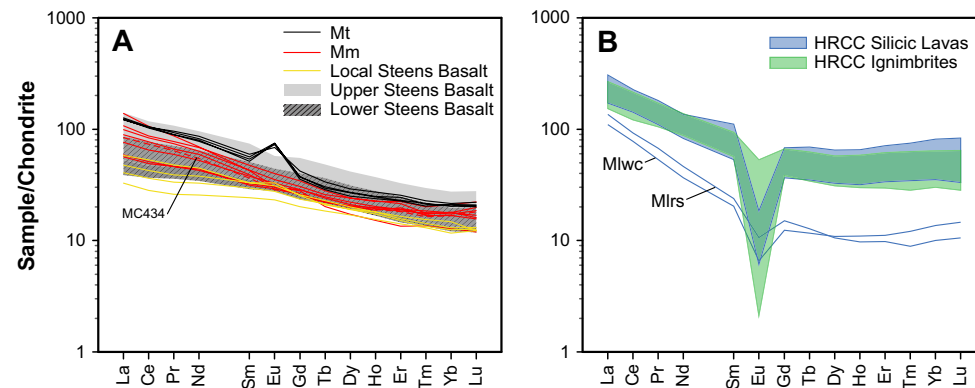 Sample/Chondrite
A
1000
100
10
1
Mt
Mm
Local Steens Basalt
Upper Steens Basalt
Lower Steens Basalt
MC434
La Ce Pr Nd Sm Eu Gd Tb Dy Ho Er Tm Yb Lu
B
1000
100
10
1
HRCC Silicic Lavas
HRCC Ignimbrites
Mlwc
Mlrs
La Ce Pr Nd Sm Eu Gd Tb Dy Ho Er Tm Yb Lu